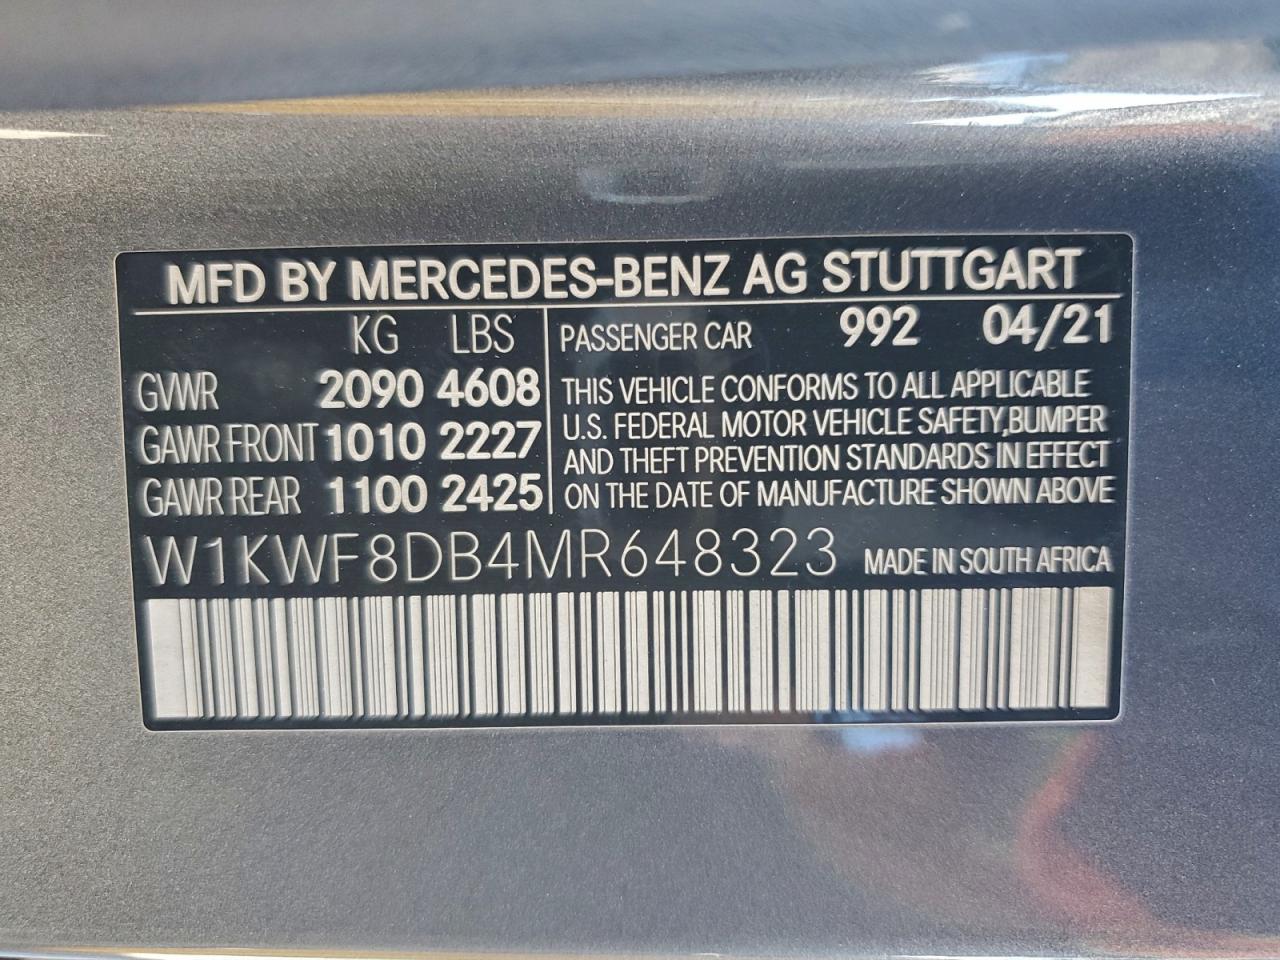 MFD BY MERCEDES-BENZ AG STUTTGART
KG LBS
GVWR 2090 4608
GAWR FRONT 1010 2227
GAWR REAR 1100 2425
PASSENGER CAR 992 04/21
THIS VEHICLE CONFORMS TO ALL APPLICABLE
U.S. FEDERAL MOTOR VEHICLE SAFETY,BUMPER
AND THEFT PREVENTION STANDARDS IN EFFECT
ON THE DATE OF MANUFACTURE SHOWN ABOVE
W1KWF8DB4MR648323 MADE IN SOUTH AFRICA